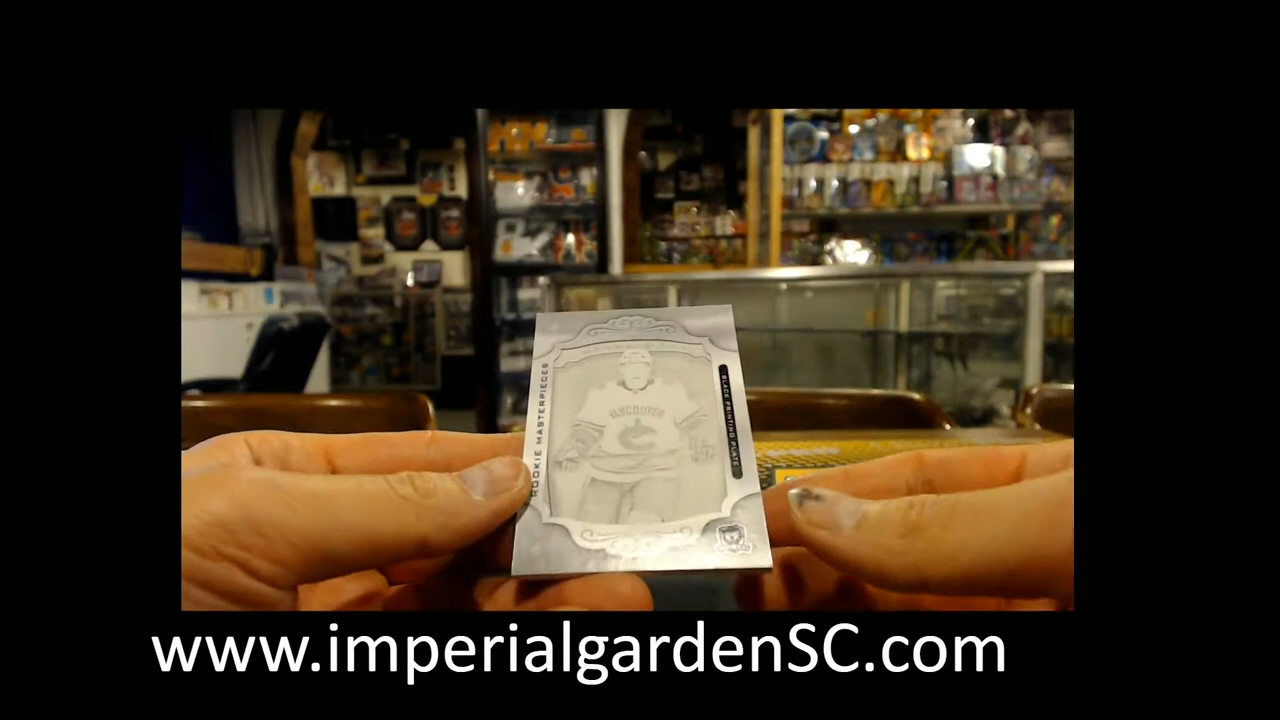 ROOKIE MASTERPIECES
VANCOUVER
BLACK PRINTING PLATE
www.imperialgardenSC.com